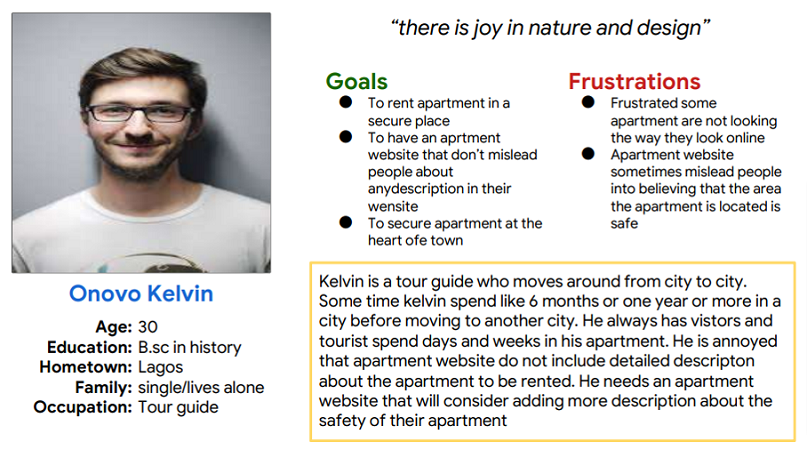 “there is joy in nature and design”
Goals
● To rent apartment in a
secure place
● To have an aprtment
website that don't mislead
people about
anydescription in their
wensite
● To secure apartment at the
heart ofe town
Frustrations
● Frustrated some
apartment are not looking
the way they look online
● Apartment website
sometimes mislead people
into believing that the area
the apartment is located is
safe
Onovo Kelvin
Age: 30
Education: B.sc in history
Hometown: Lagos
Family: single/lives alone
Occupation: Tour guide
Kelvin is a tour guide who moves around from city to city.
Some time kelvin spend like 6 months or one year or more in a
city before moving to another city. He always has vistors and
tourist spend days and weeks in his apartment. He is annoyed
that apartment website do not include detailed descripton
about the apartment to be rented. He needs an apartment
website that will consider adding more description about the
safety of their apartment